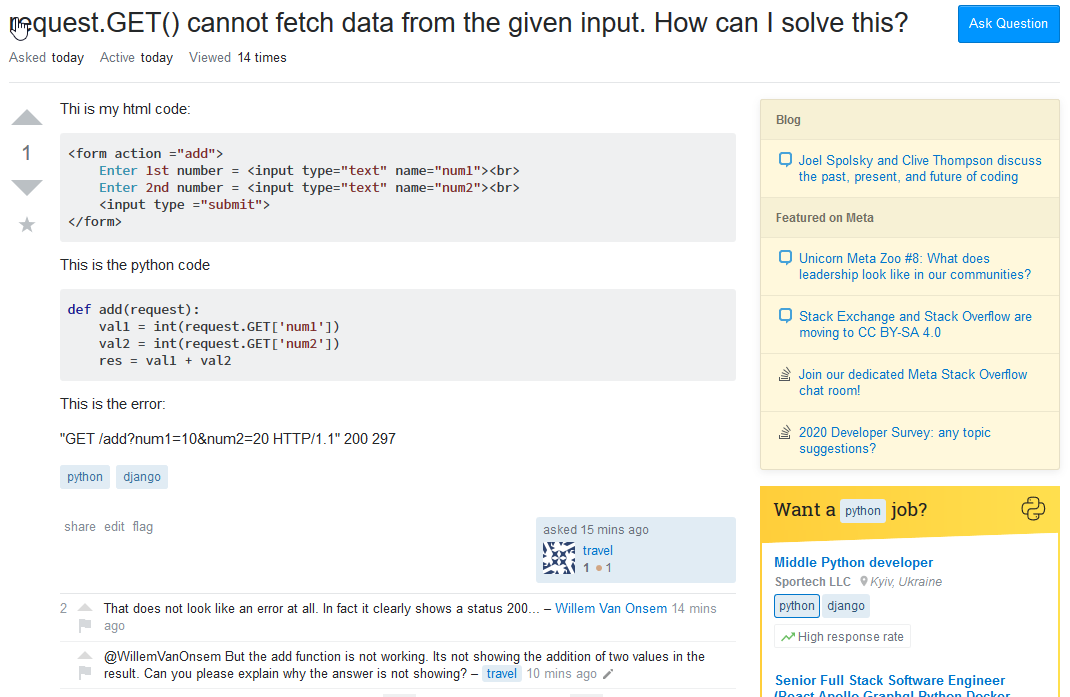 request.GET() cannot fetch data from the given input. How can I solve this?
Ask Question
Asked today Active today Viewed 14 times
Thi is my html code:
1
<form action ="add">
    Enter 1st number = <input type="text" name="num1"><br>
    Enter 2nd number = <input type="text" name="num2"><br>
    <input type ="submit">
</form>
This is the python code
def add(request):
    val1 = int(request.GET['num1'])
    val2 = int(request.GET['num2'])
    res = val1 + val2
This is the error:
"GET /add?num1=10&num2=20 HTTP/1.1" 200 297
python django
share edit flag
asked 15 mins ago
travel
1 1
2 That does not look like an error at all. In fact it clearly shows a status 200... – Willem Van Onsem 14 mins
ago
@WillemVanOnsem But the add function is not working. Its not showing the addition of two values in the
result. Can you please explain why the answer is not showing? – travel 10 mins ago
Blog
Joel Spolsky and Clive Thompson discuss
the past, present, and future of coding
Featured on Meta
Unicorn Meta Zoo #8: What does
leadership look like in our communities?
Stack Exchange and Stack Overflow are
moving to CC BY-SA 4.0
Join our dedicated Meta Stack Overflow
chat room!
2020 Developer Survey: any topic
suggestions?
Want a python job?
Middle Python developer
Sportech LLC Kyiv, Ukraine
python django
High response rate
Senior Full Stack Software Engineer
(React Apollo Graphql Python Docker